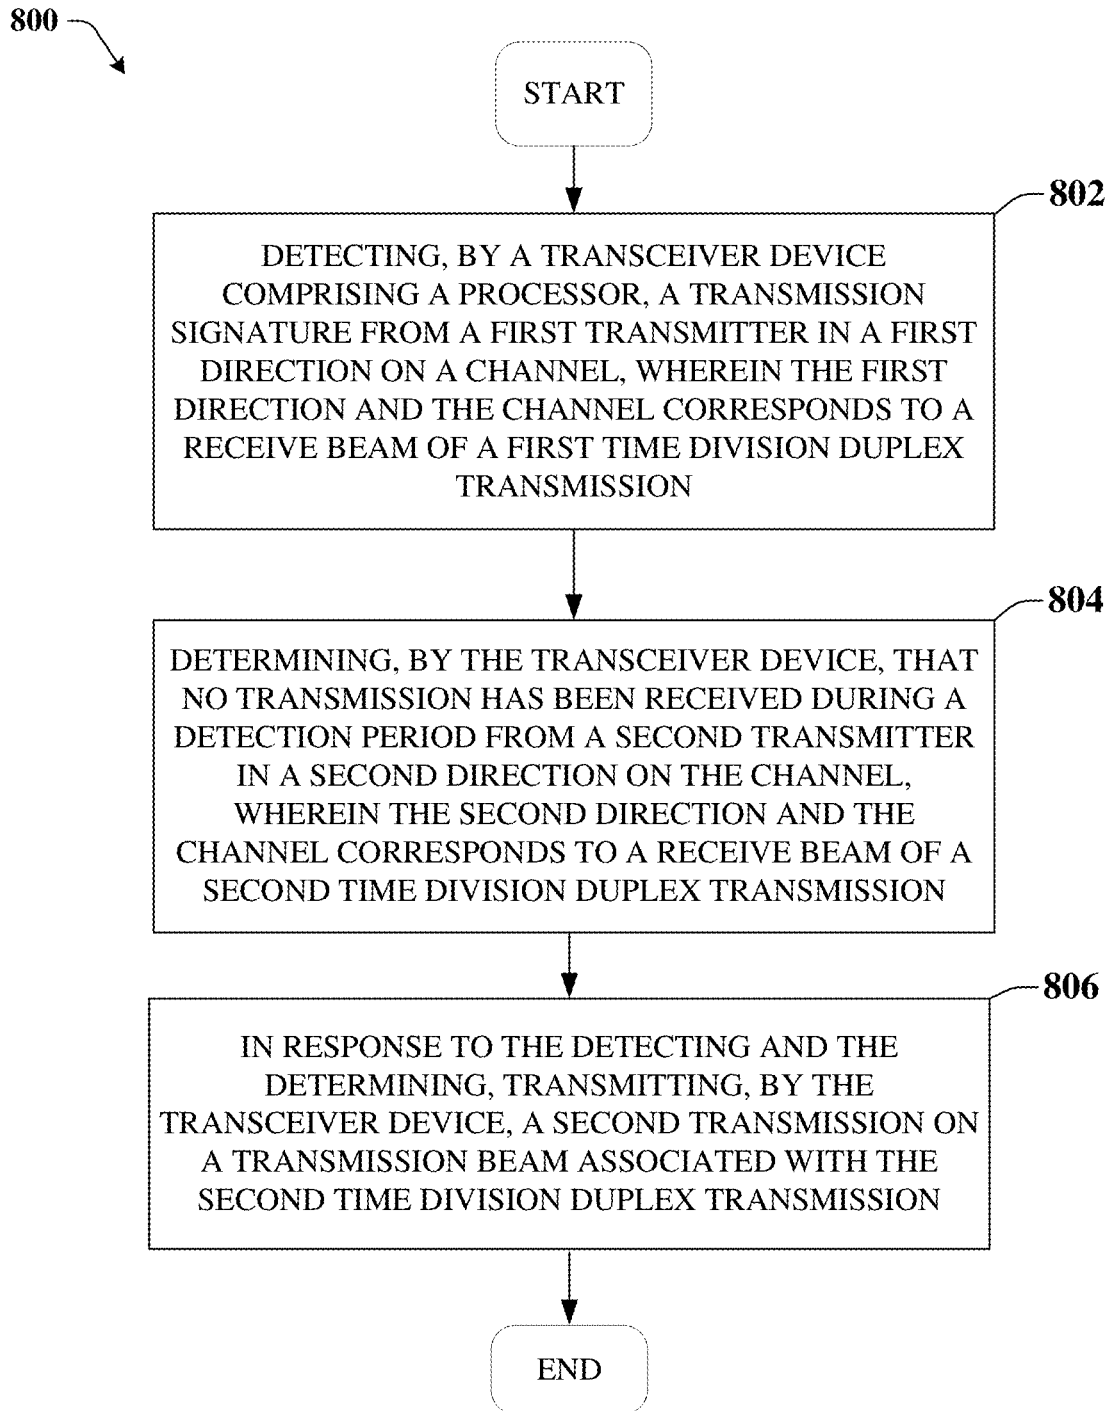 800
START
802
DETECTING, BY A TRANSCEIVER DEVICE
COMPRISING A PROCESSOR, A TRANSMISSION
SIGNATURE FROM A FIRST TRANSMITTER IN A FIRST
DIRECTION ON A CHANNEL, WHEREIN THE FIRST
DIRECTION AND THE CHANNEL CORRESPONDS TO A
RECEIVE BEAM OF A FIRST TIME DIVISION DUPLEX
TRANSMISSION
804
DETERMINING, BY THE TRANSCEIVER DEVICE, THAT
NO TRANSMISSION HAS BEEN RECEIVED DURING A
DETECTION PERIOD FROM A SECOND TRANSMITTER
IN A SECOND DIRECTION ON THE CHANNEL,
WHEREIN THE SECOND DIRECTION AND THE
CHANNEL CORRESPONDS TO A RECEIVE BEAM OF A
SECOND TIME DIVISION DUPLEX TRANSMISSION
806
IN RESPONSE TO THE DETECTING AND THE
DETERMINING, TRANSMITTING, BY THE
TRANSCEIVER DEVICE, A SECOND TRANSMISSION ON
A TRANSMISSION BEAM ASSOCIATED WITH THE
SECOND TIME DIVISION DUPLEX TRANSMISSION
END